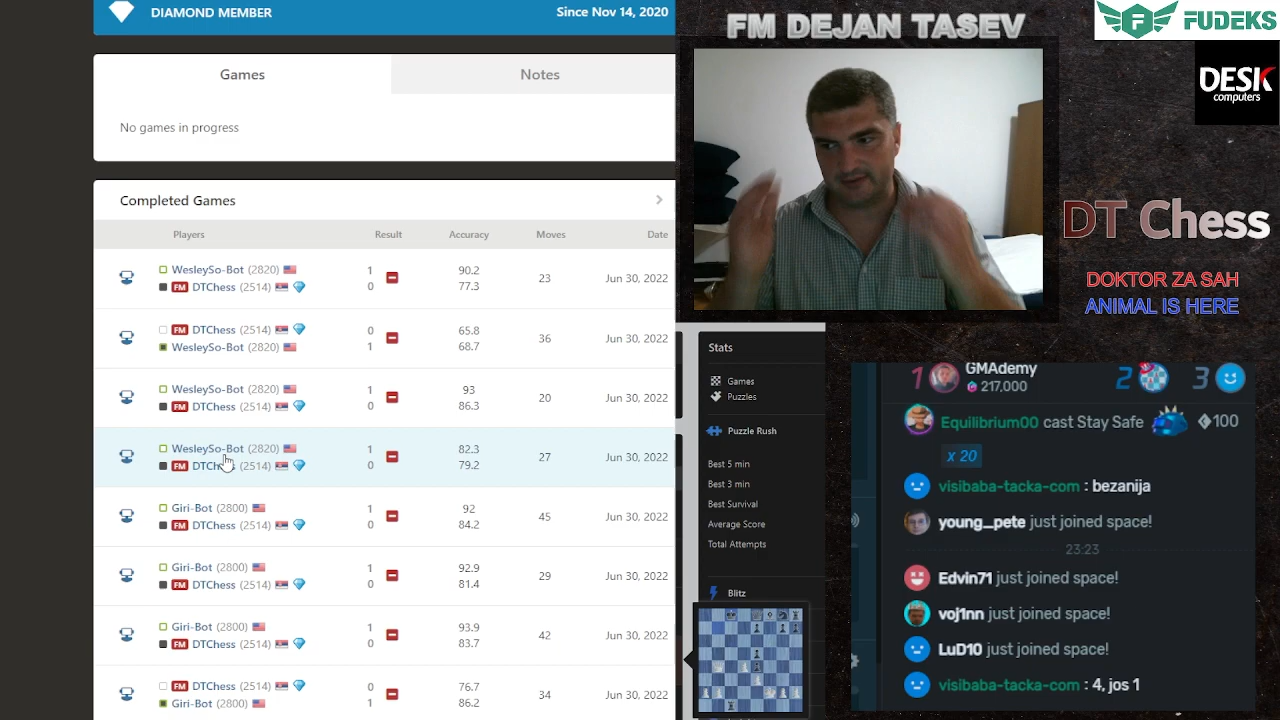 DIAMOND MEMBER
Since Nov 14, 2020
Games
Notes
No games in progress
Completed Games
Players Result Accuracy Moves Date
WesleySo-Bot (2820) 1 90.2
FM DTChess (2514) 0 77.3
23 Jun 30, 2022
FM DTChess (2514) 0 65.8
WesleySo-Bot (2820) 1 68.7
36 Jun 30, 2022
WesleySo-Bot (2820) 1 93
FM DTChess (2514) 0 86.3
20 Jun 30, 2022
WesleySo-Bot (2820) 1 82.3
FM DTChess (2514) 0 79.2
27 Jun 30, 2022
Giri-Bot (2800) 1 92
FM DTChess (2514) 0 84.2
45 Jun 30, 2022
Giri-Bot (2800) 1 92.9
FM DTChess (2514) 0 81.4
29 Jun 30, 2022
Giri-Bot (2800) 1 93.9
FM DTChess (2514) 0 83.7
42 Jun 30, 2022
FM DTChess (2514) 0 76.7
Giri-Bot (2800) 1 86.2
34 Jun 30, 2022
FM DEJAN TASEV
FUDEKS
DESK
computers
DT Chess
DOKTOR ZA SAH
ANIMAL IS HERE
Stats
Games
Puzzles
Puzzle Rush
Best 5 min
Best 3 min
Best Survival
Average Score
Total Attempts
Blitz
1 GMAdemy 2 3
217,000
Equilibrium00 cast Stay Safe 100
x 20
visibaba-tacka-com : bezanija
young_pete just joined space!
23:23
Edvin71 just joined space!
voj1nn just joined space!
LuD10 just joined space!
visibaba-tacka-com : 4, jos 1